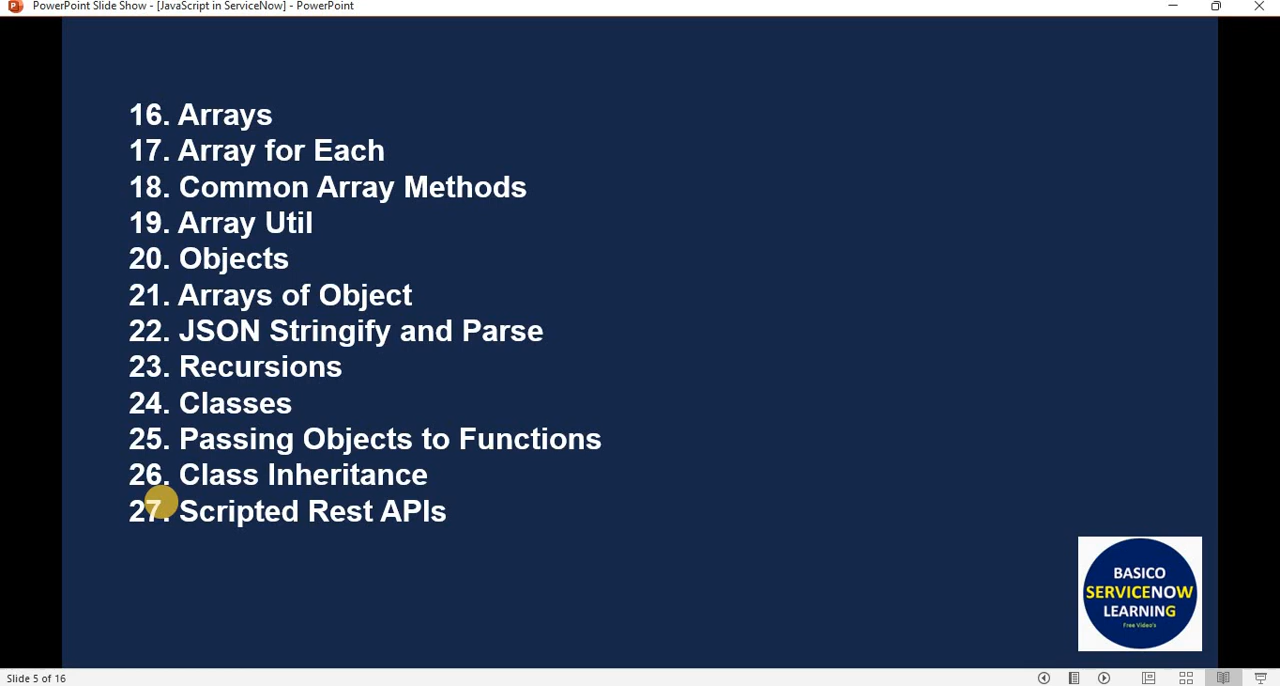 PowerPoint Slide Show - [JavaScript in ServiceNow] - PowerPoint
16. Arrays
17. Array for Each
18. Common Array Methods
19. Array Util
20. Objects
21. Arrays of Object
22. JSON Stringify and Parse
23. Recursions
24. Classes
25. Passing Objects to Functions
26. Class Inheritance
27. Scripted Rest APIs
BASICO
SERVICENOW
LEARNING
Free Video's
Slide 5 of 16